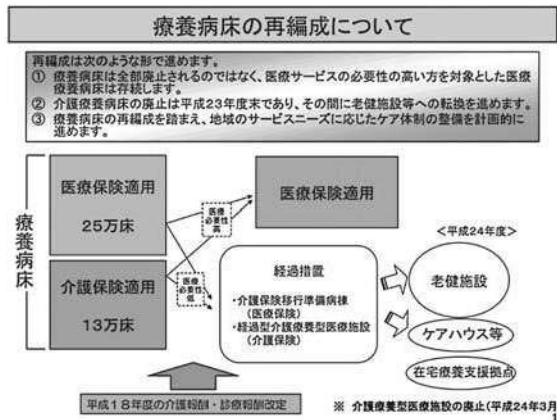 療養病床の再編成について
再編成は次のような形で進めます。
① 療養病床は全部廃止されるのではなく、医療サービスの必要性の高い方を対象とした医療
療養病床は存続します。
② 介護療養病床の廃止は平成23年度末であり、その間に老健施設等への転換を進めます。
③ 療養病床の再編成を踏まえ、地域のサービスニーズに応じたケア体制の整備を計画的に
進めます。
療養病床
医療保険適用
25万床
介護保険適用
13万床
医療
必要性
高
医療
必要性
低
医療保険適用
経過措置
・介護保険移行準備病棟
(医療保険)
・経過型介護療養型医療施設
(介護保険)
<平成24年度>
老健施設
ケアハウス等
在宅療養支援拠点
平成18年度の介護報酬・診療報酬改定
※ 介護療養型医療施設の廃止(平成24年3月
1